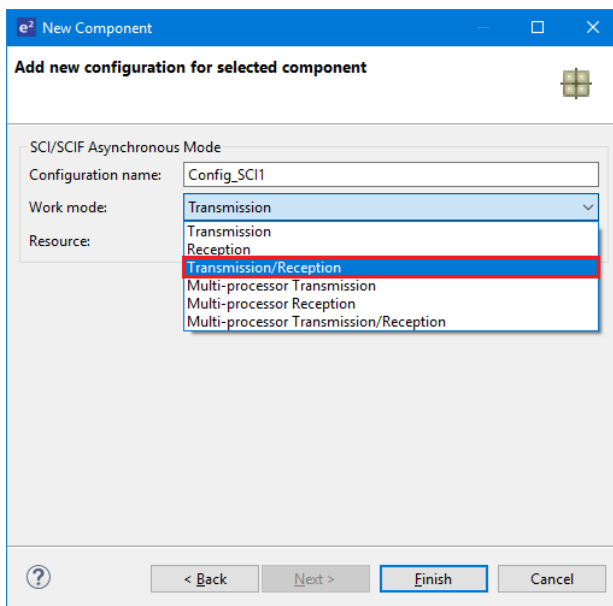 e² New Component
Add new configuration for selected component
SCI/SCIF Asynchronous Mode
Configuration name: Config_SCI1
Work mode: Transmission
Resource: Transmission
Reception
Transmission/Reception
Multi-processor Transmission
Multi-processor Reception
Multi-processor Transmission/Reception
? < Back Next > Finish Cancel